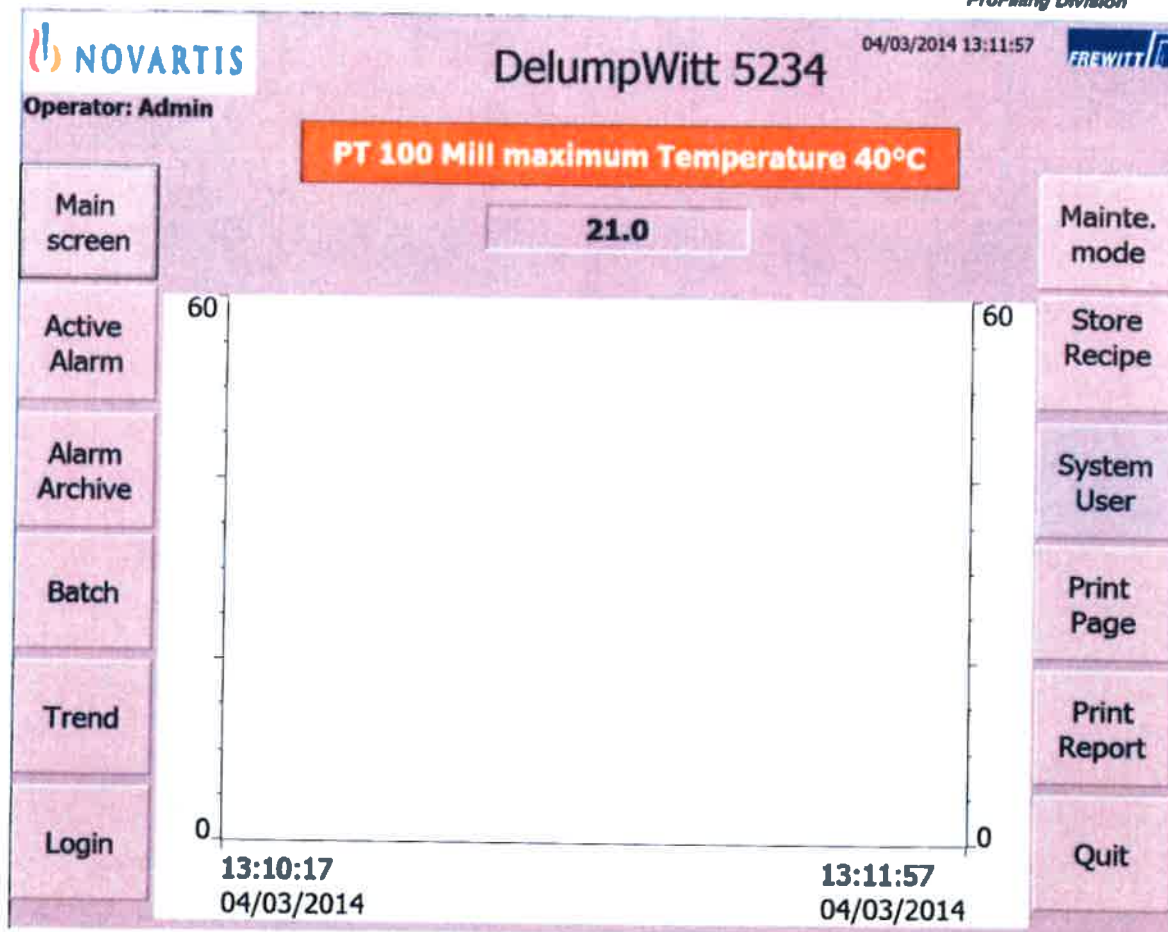 ProFilling Division
NOVARTIS
DelumpWitt 5234
04/03/2014 13:11:57
FREWITT
Operator: Admin
PT 100 Mill maximum Temperature 40°C
21.0
Main
screen
Active
Alarm
Alarm
Archive
Batch
Trend
Login
60
60
0
0
13:10:17
04/03/2014
13:11:57
04/03/2014
Mainte.
mode
Store
Recipe
System
User
Print
Page
Print
Report
Quit